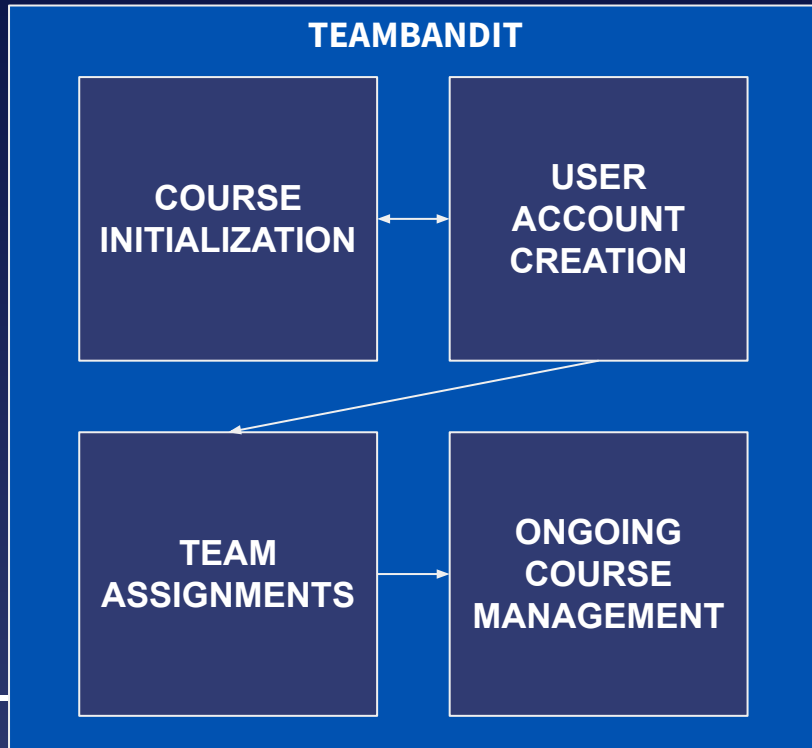 TEAMBANDIT
COURSE
INITIALIZATION
USER
ACCOUNT
CREATION
TEAM
ASSIGNMENTS
ONGOING
COURSE
MANAGEMENT